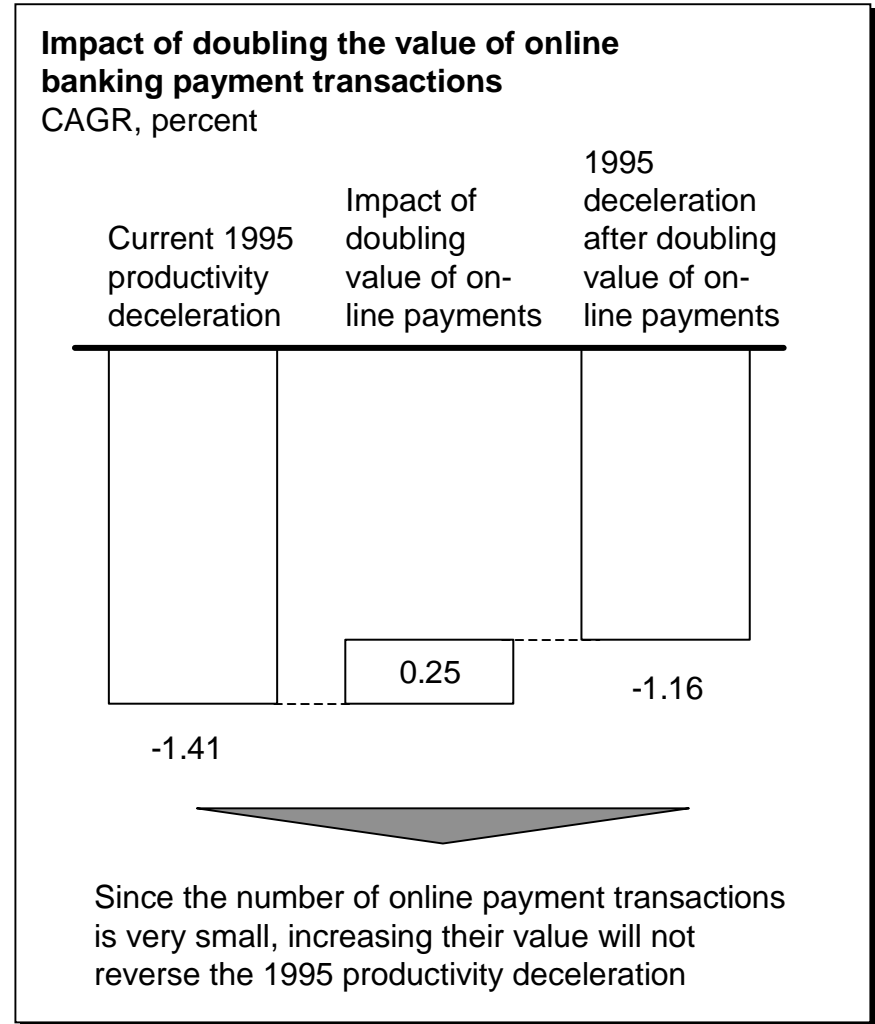 Impact of doubling the value of online
banking payment transactions
CAGR, percent
Current 1995
productivity
deceleration
Impact of
doubling
value of on-
line payments
1995
deceleration
after doubling
value of on-
line payments
0.25
-1.16
-1.41
Since the number of online payment transactions
is very small, increasing their value will not
reverse the 1995 productivity deceleration